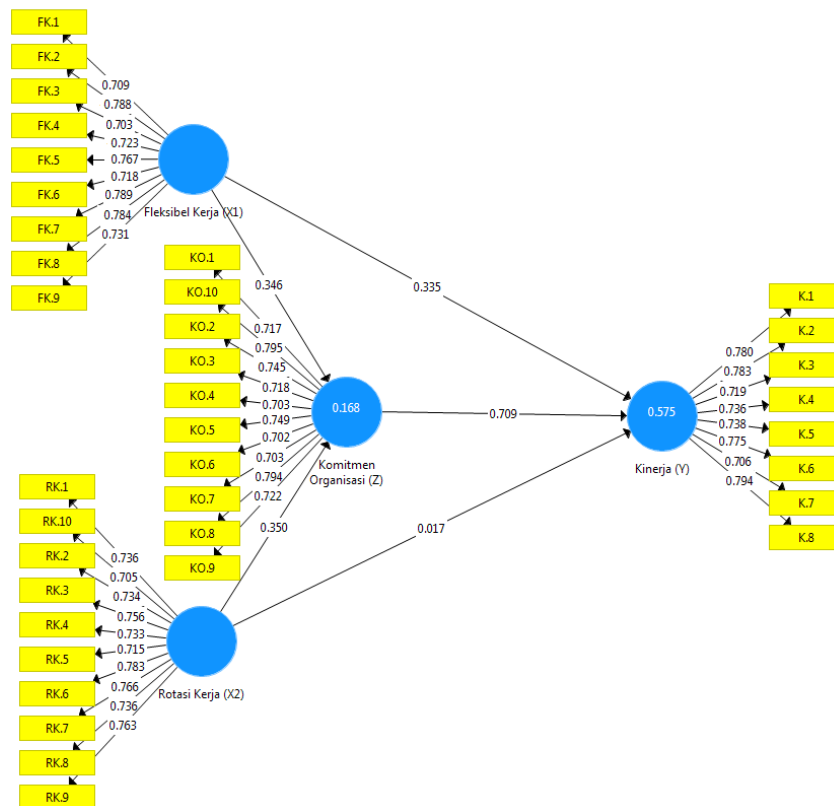 FK.1
FK.2
FK.3
FK.4
FK.5
FK.6
FK.7
FK.8
FK.9
0.709
0.788
0.703
0.723
0.767
0.718
0.789
0.784
0.731
Fleksibel Kerja (X1)
KO.1
KO.10
KO.2
KO.3
KO.4
KO.5
KO.6
KO.7
KO.8
KO.9
0.717
0.795
0.745
0.718
0.703
0.749
0.702
0.703
0.794
0.722
0.346
0.335
0.168
Komitmen
Organisasi (Z)
0.709
0.350
0.017
0.575
Kinerja (Y)
0.780
0.783
0.719
0.736
0.738
0.775
0.706
0.794
K.1
K.2
K.3
K.4
K.5
K.6
K.7
K.8
RK.1
RK.10
RK.2
RK.3
RK.4
RK.5
RK.6
RK.7
RK.8
RK.9
0.736
0.705
0.734
0.756
0.733
0.715
0.783
0.766
0.736
0.763
Rotasi Kerja (X2)